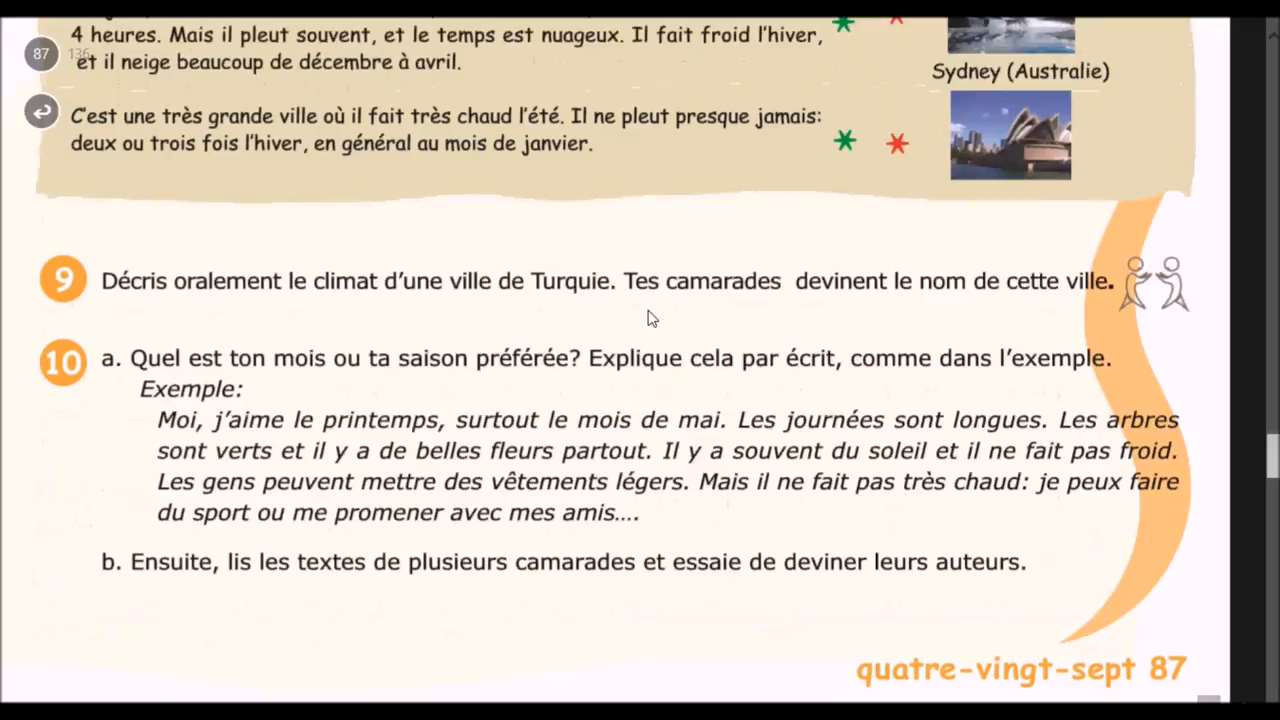 4 heures. Mais il pleut souvent, et le temps est nuageux. Il fait froid l'hiver,
et il neige beaucoup de décembre à avril.
87
136
Sydney (Australie)
C'est une très grande ville où il fait très chaud l'été. Il ne pleut presque jamais:
deux ou trois fois l'hiver, en général au mois de janvier.
9 Décris oralement le climat d'une ville de Turquie. Tes camarades devinent le nom de cette ville.
10 a. Quel est ton mois ou ta saison préférée? Explique cela par écrit, comme dans l'exemple.
Exemple:
Moi, j'aime le printemps, surtout le mois de mai. Les journées sont longues. Les arbres
sont verts et il y a de belles fleurs partout. Il y a souvent du soleil et il ne fait pas froid.
Les gens peuvent mettre des vêtements légers. Mais il ne fait pas très chaud: je peux faire
du sport ou me promener avec mes amis....
b. Ensuite, lis les textes de plusieurs camarades et essaie de deviner leurs auteurs.
quatre-vingt-sept 87